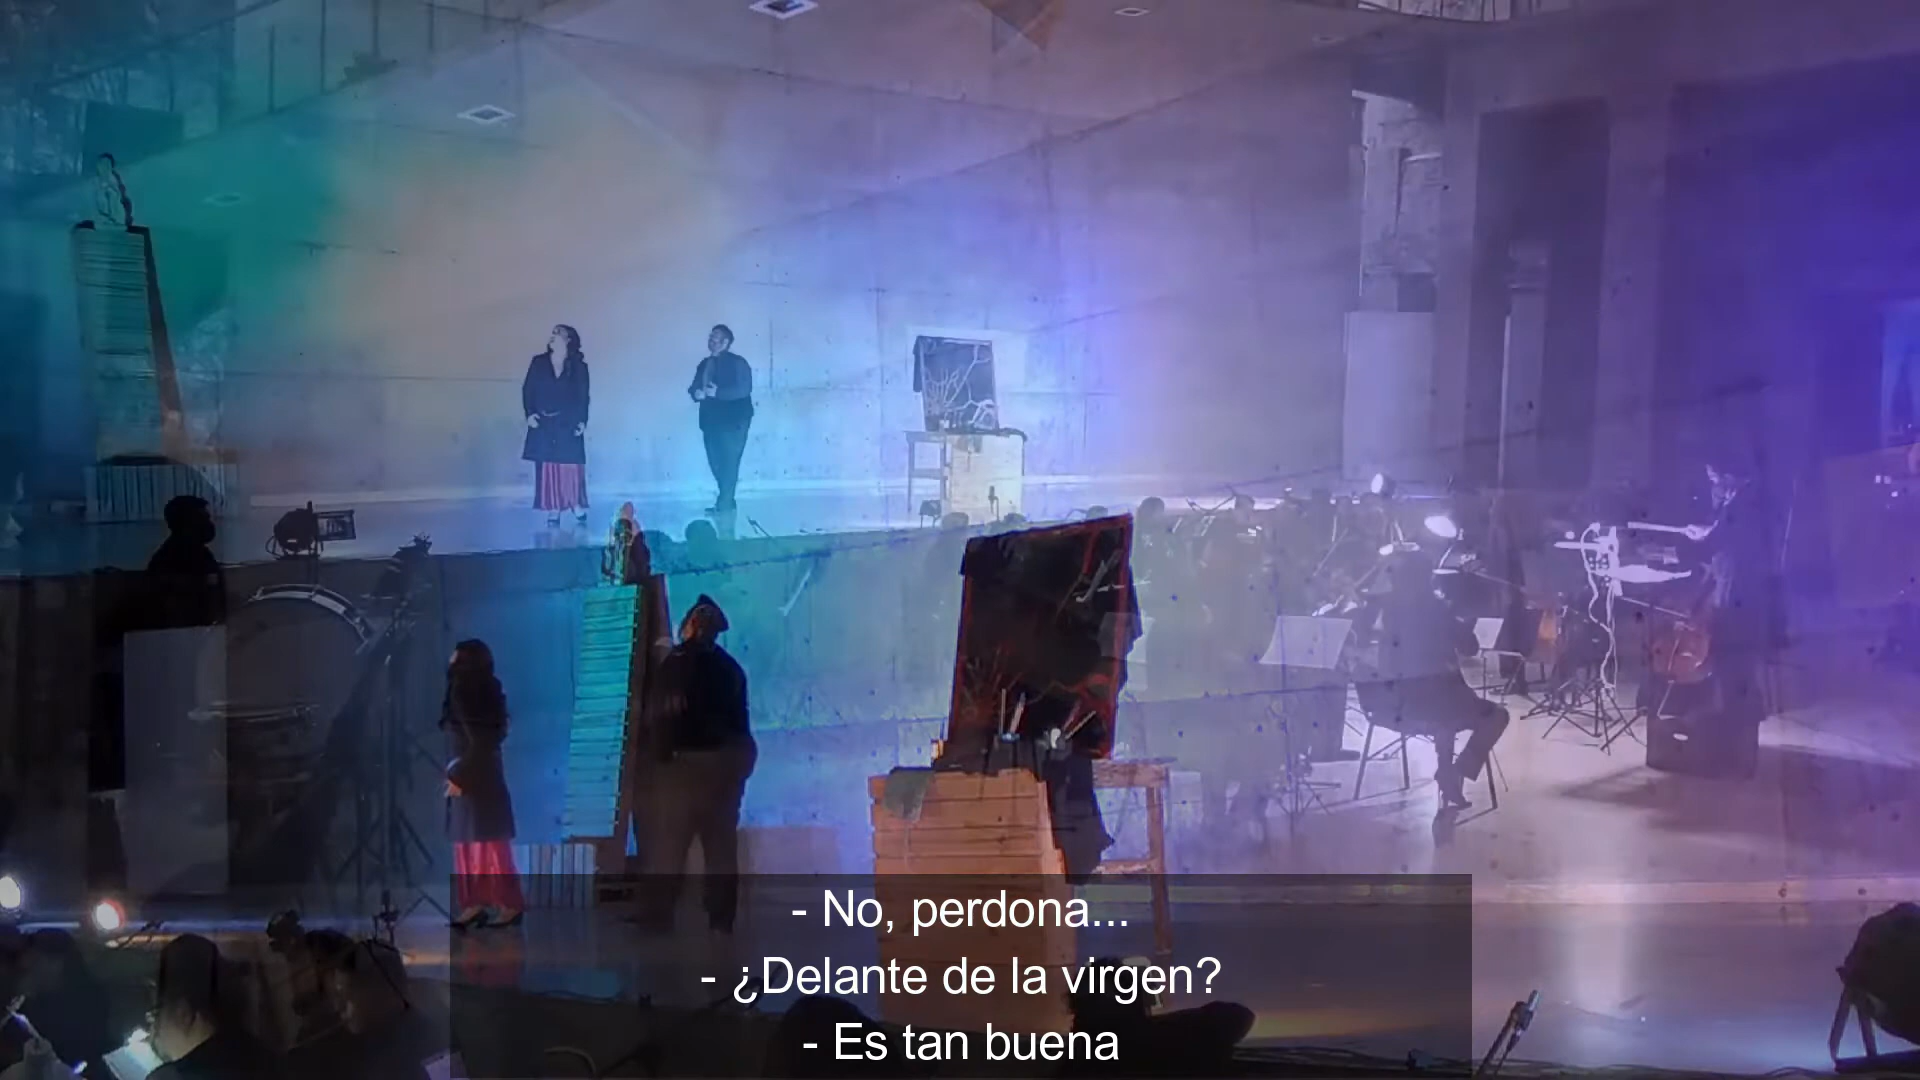 - No, perdona...
- ¿Delante de la virgen?
- Es tan buena